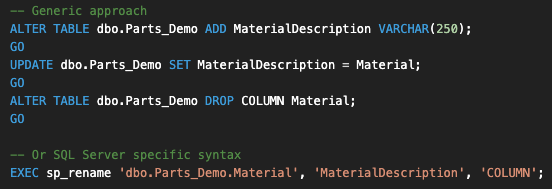 -- Generic approach
ALTER TABLE dbo.Parts_Demo ADD MaterialDescription VARCHAR(250);
GO
UPDATE dbo.Parts_Demo SET MaterialDescription = Material;
GO
ALTER TABLE dbo.Parts_Demo DROP COLUMN Material;
GO
-- Or SQL Server specific syntax
EXEC sp_rename 'dbo.Parts_Demo.Material', 'MaterialDescription', 'COLUMN';